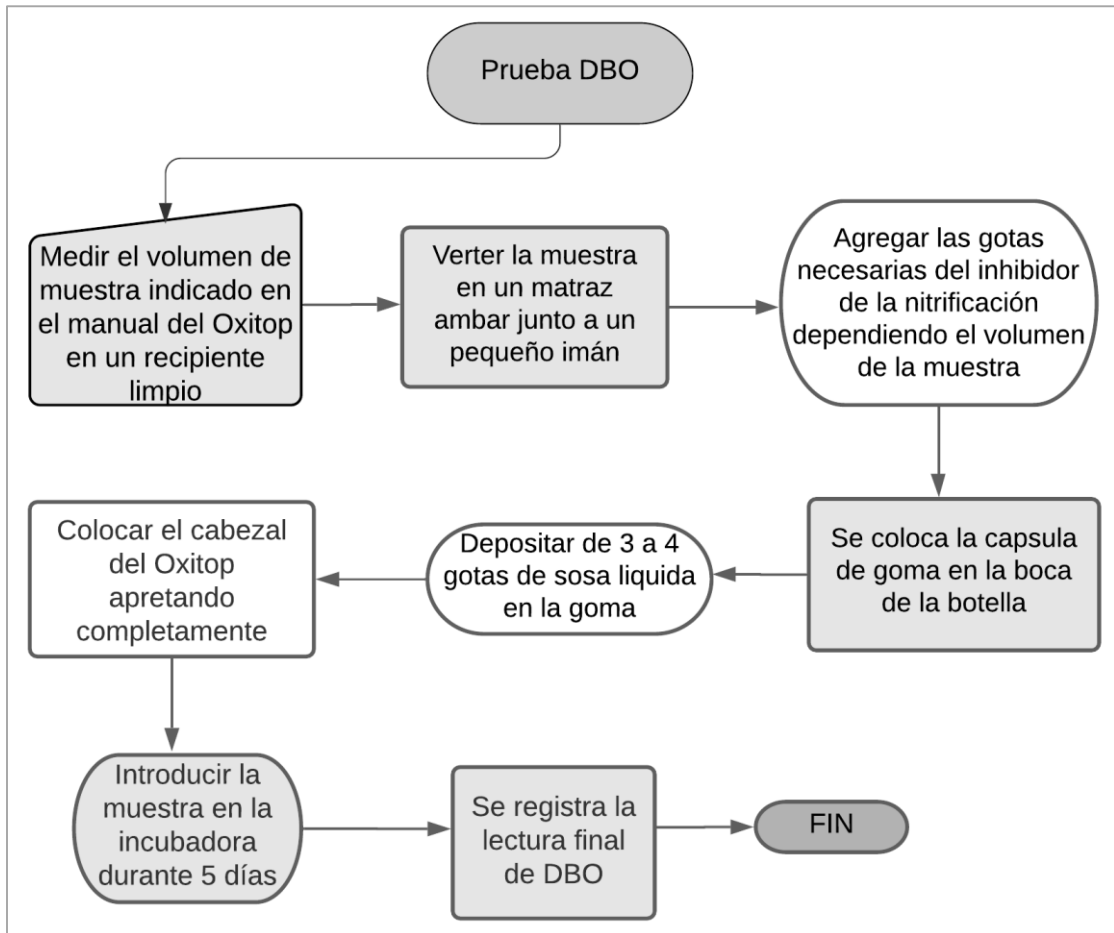 Prueba DBO
Medir el volumen de
muestra indicado en
el manual del Oxitop
en un recipiente
limpio
Verter la muestra
en un matraz
ambar junto a un
pequeño imán
Agregar las gotas
necesarias del inhibidor
de la nitrificación
dependiendo el volumen
de la muestra
Se coloca la capsula
de goma en la boca
de la botella
Depositar de 3 a 4
gotas de sosa liquida
en la goma
Colocar el cabezal
del Oxitop
apretando
completamente
Introducir la
muestra en la
incubadora
durante 5 días
Se registra la
lectura final
de DBO
FIN